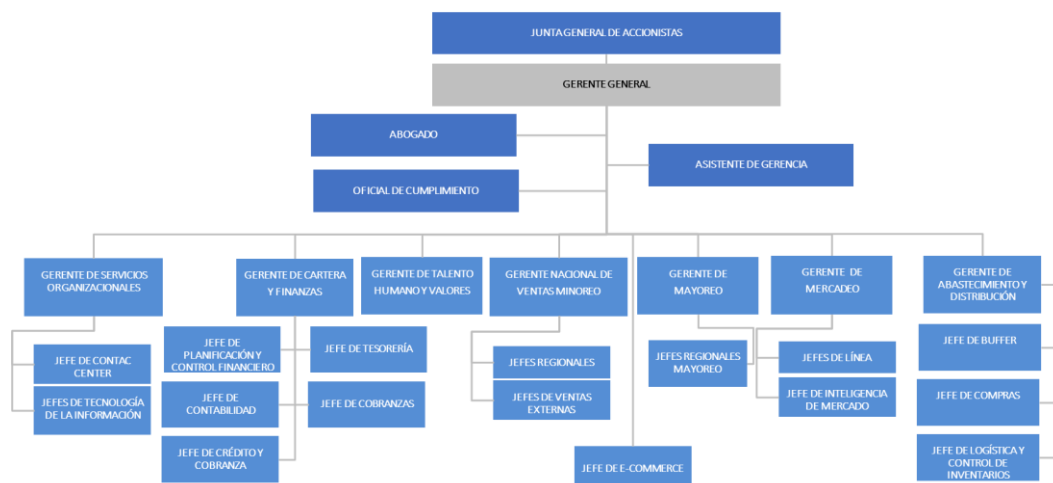 JUNTA GENERAL DE ACCIONISTAS
GERENTE GENERAL
ABOGADO
ASISTENTE DE GERENCIA
OFICIAL DE CUMPLIMIENTO
GERENTE DE SERVICIOS
ORGANIZACIONALES
GERENTE DE CARTERA
Y FINANZAS
GERENTE DE TALENTO
HUMANO Y VALORES
GERENTE NACIONAL DE
VENTAS MINOREO
GERENTE DE
MAYOREO
GERENTE DE
MERCADEO
GERENTE DE
ABASTECIMIENTO Y
DISTRIBUCIÓN
JEFE DE CONTAC
CENTER
JEFES DE TECNOLOGÍA
DE LA INFORMACIÓN
JEFE DE
PLANIFICACIÓN Y
CONTROL FINANCIERO
JEFE DE TESORERÍA
JEFE DE
CONTABILIDAD
JEFE DE COBRANZAS
JEFE DE CRÉDITO Y
COBRANZA
JEFES REGIONALES
JEFES DE VENTAS
EXTERNAS
JEFE DE E-COMMERCE
JEFES REGIONALES
MAYOREO
JEFES DE LÍNEA
JEFE DE INTELIGENCIA
DE MERCADO
JEFE DE BUFFER
JEFE DE COMPRAS
JEFE DE LOGÍSTICA Y
CONTROL DE
INVENTARIOS